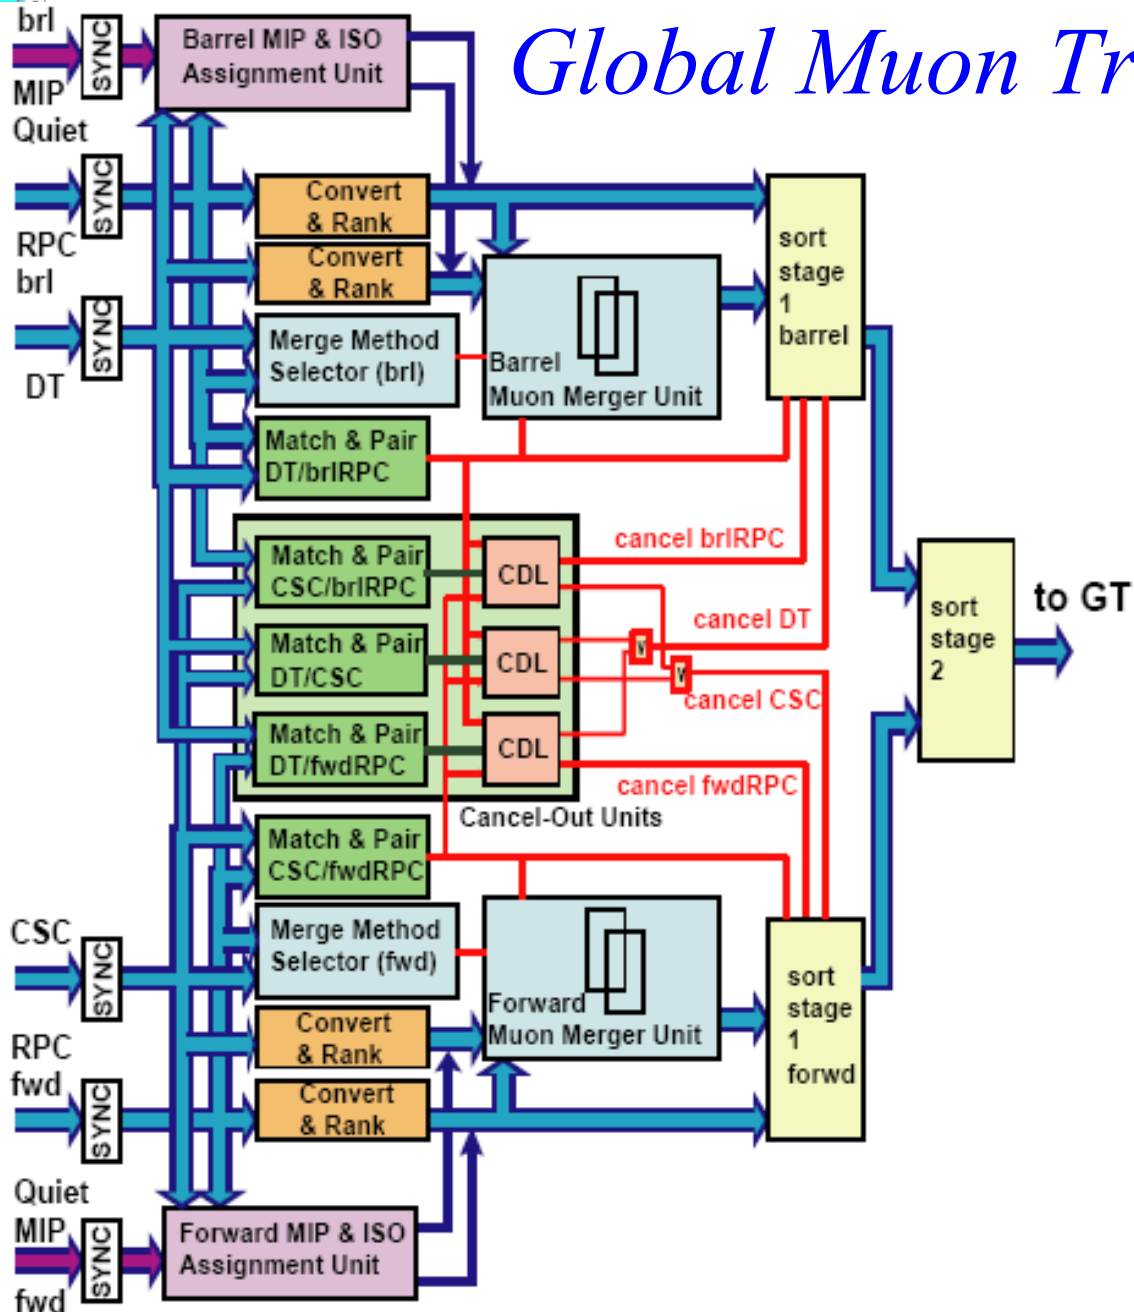 Global Muon Tr
brl
SYNC
MIP
Quiet
Barrel MIP & ISO
Assignment Unit
SYNC
RPC
brl
Convert
& Rank
Convert
& Rank
SYNC
DT
Merge Method
Selector (brl)
Barrel
Muon Merger Unit
sort
stage
1
barrel
Match & Pair
DT/brlRPC
Match & Pair
CSC/brlRPC
CDL
cancel brlRPC
Match & Pair
DT/CSC
CDL
cancel DT
v
v
cancel CSC
Match & Pair
DT/fwdRPC
CDL
cancel fwdRPC
Cancel-Out Units
sort
stage
2
to GT
Match & Pair
CSC/fwdRPC
CSC
SYNC
Merge Method
Selector (fwd)
Forward
Muon Merger Unit
sort
stage
1
forwd
RPC
fwd
SYNC
Convert
& Rank
Convert
& Rank
Quiet
MIP
fwd
SYNC
Forward MIP & ISO
Assignment Unit